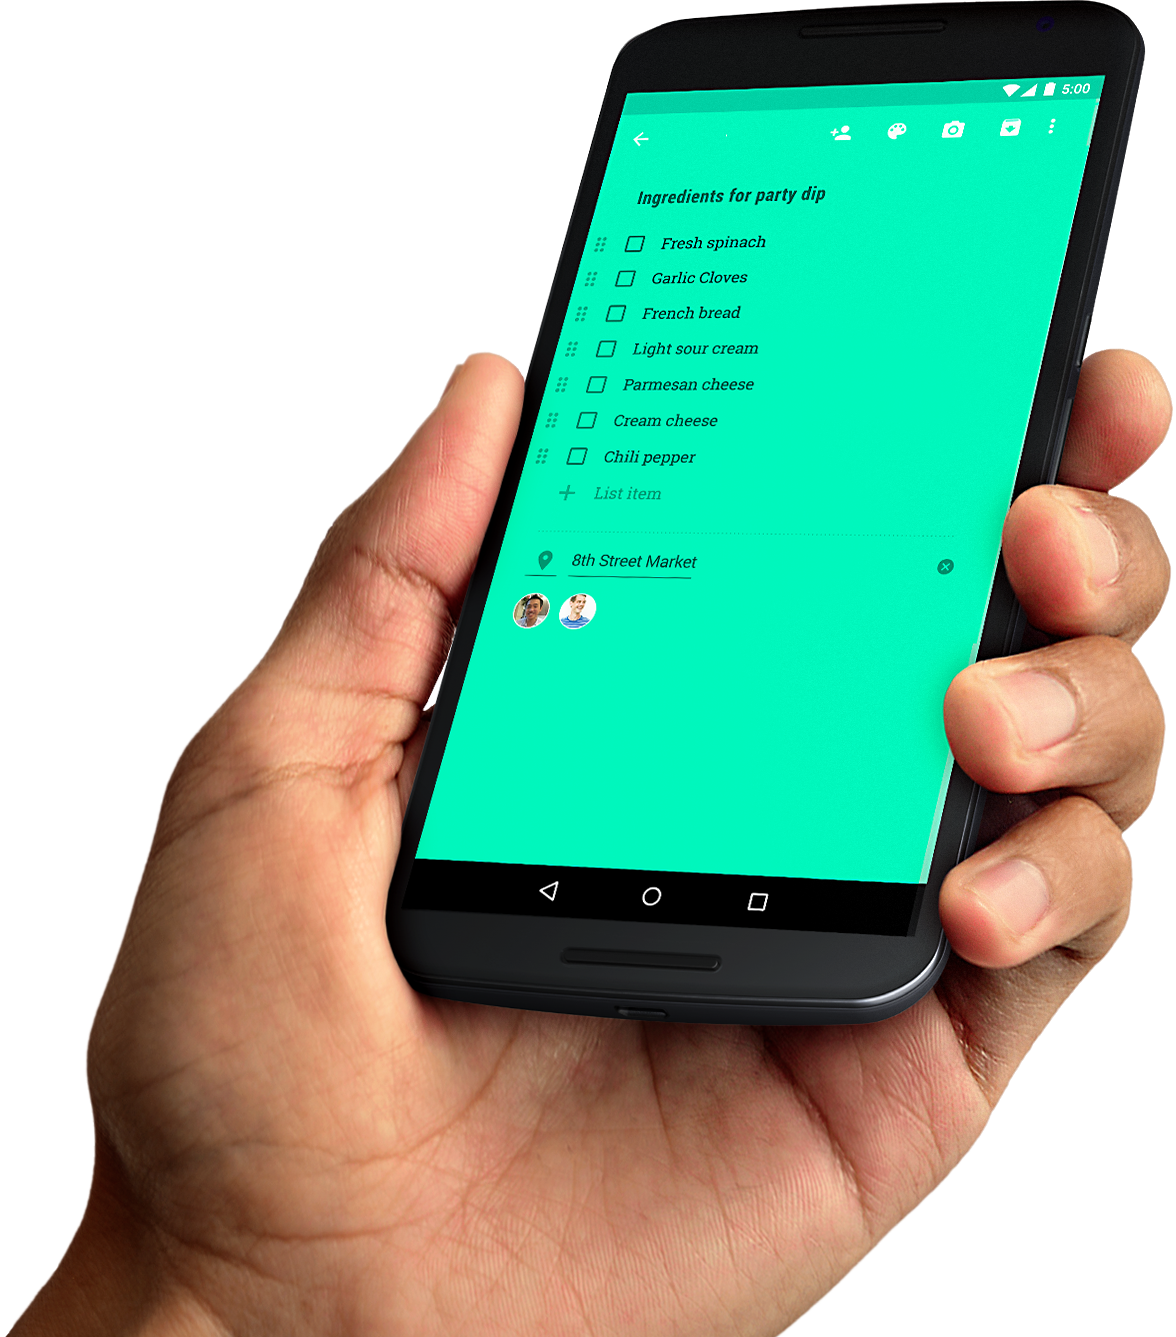 5:00
Ingredients for party dip
Fresh spinach
Garlic Cloves
French bread
Light sour cream
Parmesan cheese
Cream cheese
Chili pepper
List item
8th Street Market